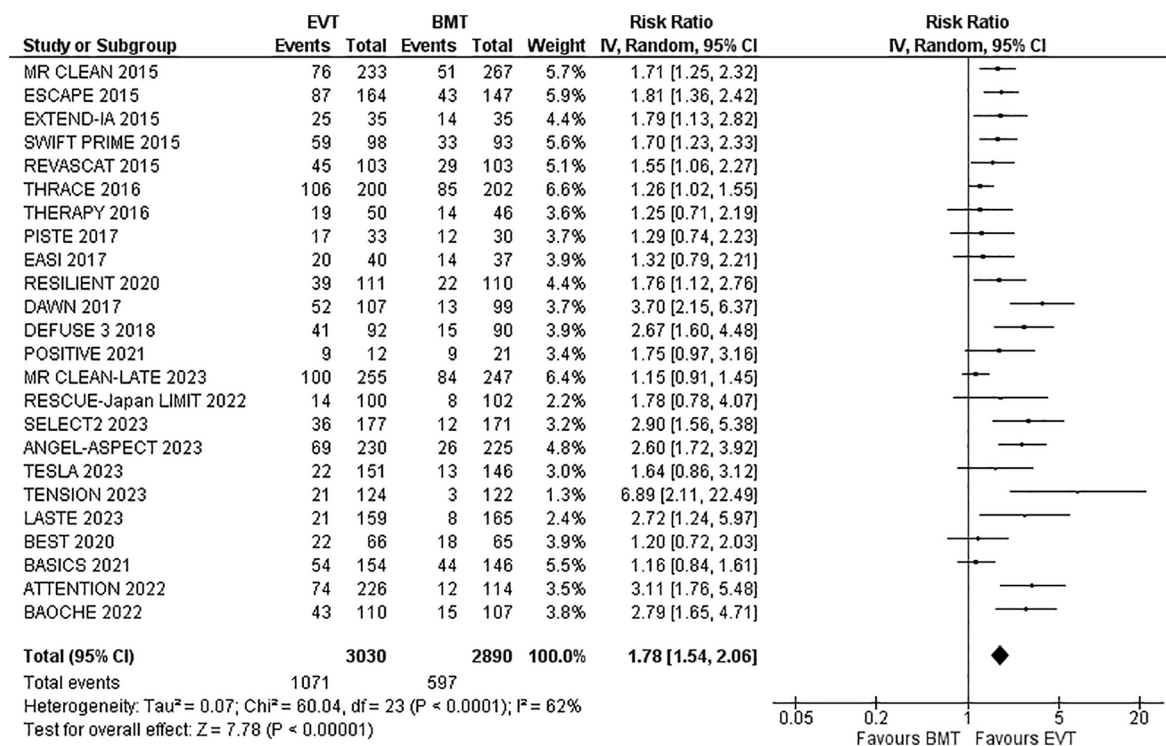 EVT BMT Risk Ratio Risk Ratio
Study or Subgroup Events Total Events Total Weight IV, Random, 95% CI IV, Random, 95% CI
MR CLEAN 2015 76 233 51 267 5.7% 1.71 [1.25, 2.32]
ESCAPE 2015 87 164 43 147 5.9% 1.81 [1.36, 2.42]
EXTEND-IA 2015 25 35 14 35 4.4% 1.79 [1.13, 2.82]
SWIFT PRIME 2015 59 98 33 93 5.6% 1.70 [1.23, 2.33]
REVASCAT 2015 45 103 29 103 5.1% 1.55 [1.06, 2.27]
THRACE 2016 106 200 85 202 6.6% 1.26 [1.02, 1.55]
THERAPY 2016 19 50 14 46 3.6% 1.25 [0.71, 2.19]
PISTE 2017 17 33 12 30 3.7% 1.29 [0.74, 2.23]
EASI 2017 20 40 14 37 3.9% 1.32 [0.79, 2.21]
RESILIENT 2020 39 111 22 110 4.4% 1.76 [1.12, 2.76]
DAWN 2017 52 107 13 99 3.7% 3.70 [2.15, 6.37]
DEFUSE 3 2018 41 92 15 90 3.9% 2.67 [1.60, 4.48]
POSITIVE 2021 9 12 9 21 3.4% 1.75 [0.97, 3.16]
MR CLEAN-LATE 2023 100 255 84 247 6.4% 1.15 [0.91, 1.45]
RESCUE-Japan LIMIT 2022 14 100 8 102 2.2% 1.78 [0.78, 4.07]
SELECT2 2023 36 177 12 171 3.2% 2.90 [1.56, 5.38]
ANGEL-ASPECT 2023 69 230 26 225 4.8% 2.60 [1.72, 3.92]
TESLA 2023 22 151 13 146 3.0% 1.64 [0.86, 3.12]
TENSION 2023 21 124 3 122 1.3% 6.89 [2.11, 22.49]
LASTE 2023 21 159 8 165 2.4% 2.72 [1.24, 5.97]
BEST 2020 22 66 18 65 3.9% 1.20 [0.72, 2.03]
BASICS 2021 54 154 44 146 5.5% 1.16 [0.84, 1.61]
ATTENTION 2022 74 226 12 114 3.6% 3.11 [1.76, 5.48]
BAOCHE 2022 43 110 15 107 3.8% 2.79 [1.65, 4.71]
Total (95% CI) 3030 2890 100.0% 1.78 [1.54, 2.06]
Total events 1071 597
Heterogeneity: Tau² = 0.07; Chi² = 60.04, df = 23 (P < 0.0001); I² = 62%
Test for overall effect: Z = 7.78 (P < 0.00001)
0.05 0.2 1 5 20
Favours BMT Favours EVT